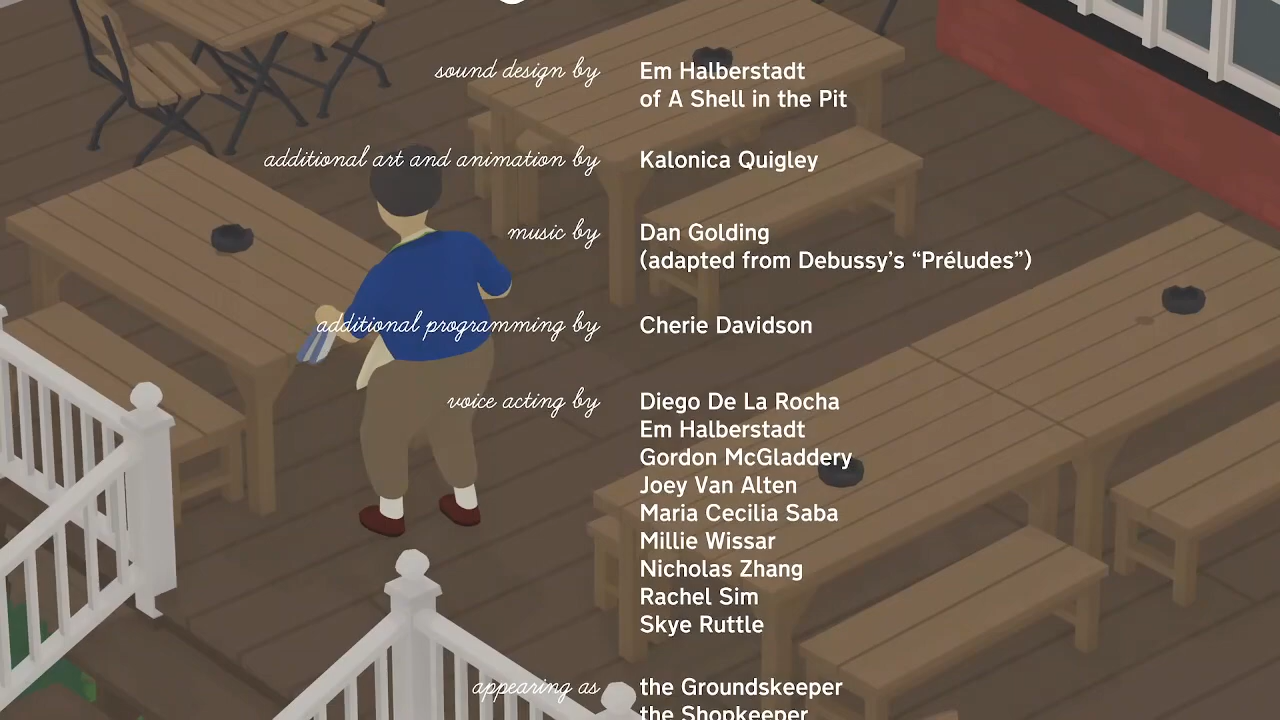 sound design by Em Halberstadt
of A Shell in the Pit
additional art and animation by Kalonica Quigley
music by Dan Golding
(adapted from Debussy's “Préludes”)
additional programming by Cherie Davidson
voice acting by Diego De La Rocha
Em Halberstadt
Gordon McGladdery
Joey Van Alten
Maria Cecilia Saba
Millie Wissar
Nicholas Zhang
Rachel Sim
Skye Ruttle
appearing as the Groundskeeper
the Shopkeeper